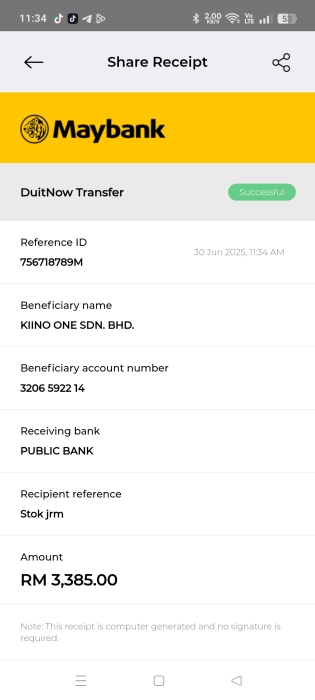 11:34
2.00 KB/S Vo LTE 5
Share Receipt
Maybank
DuitNow Transfer
Successful
Reference ID
756718789M
30 Jun 2025, 11:34 AM
Beneficiary name
KIINO ONE SDN. BHD.
Beneficiary account number
3206 5922 14
Receiving bank
PUBLIC BANK
Recipient reference
Stok jrm
Amount
RM 3,385.00
Note: This receipt is computer generated and no signature is
required.